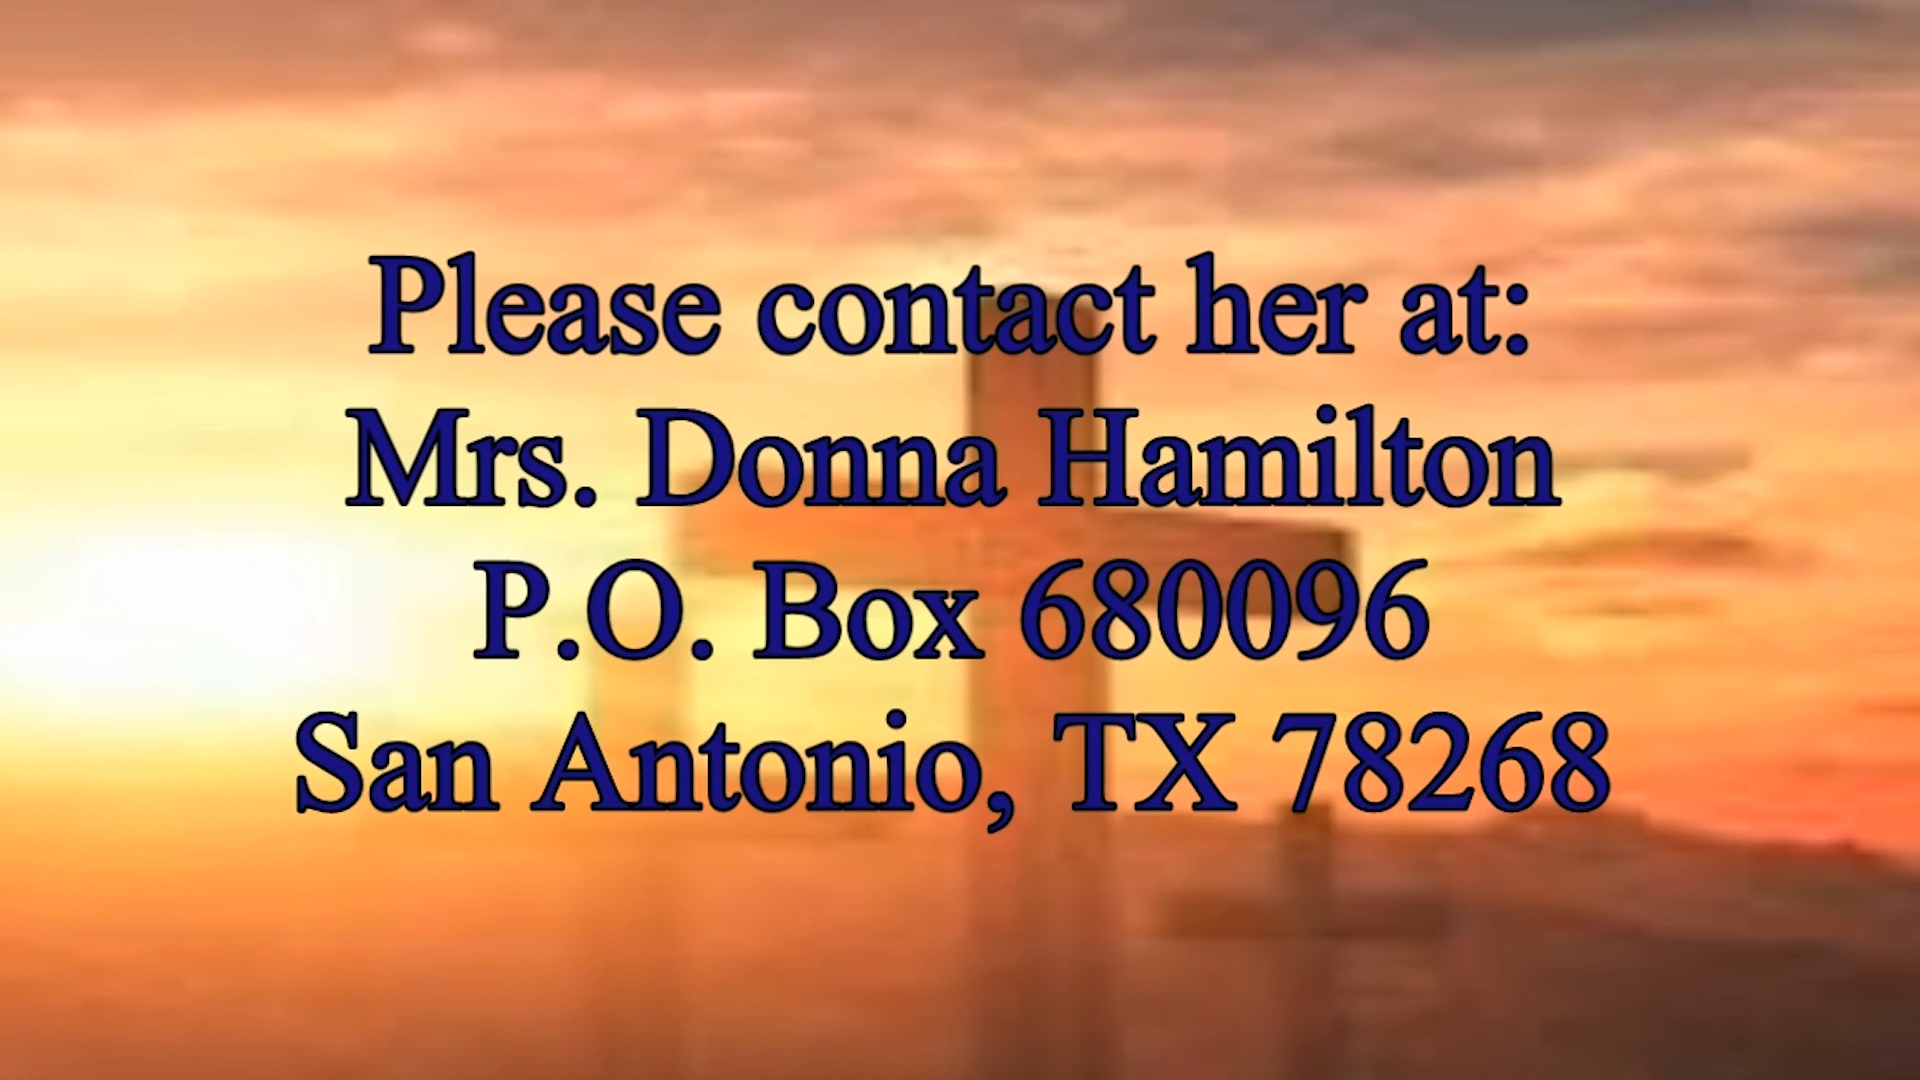 Please contact her at:
Mrs. Donna Hamilton
P.O. Box 680096
San Antonio, TX 78268